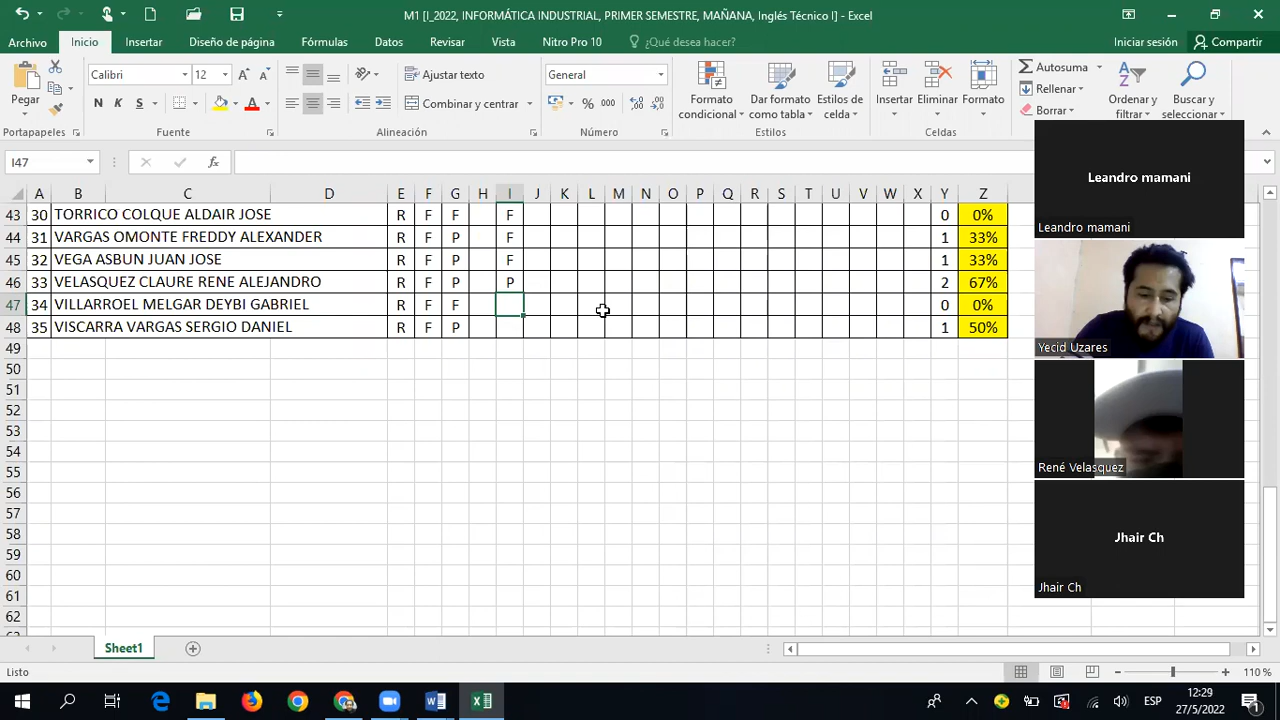 M1 [I_2022, INFORMÁTICA INDUSTRIAL, PRIMER SEMESTRE, MAÑANA, Inglés Técnico I] - Excel
Archivo Inicio Insertar Diseño de página Fórmulas Datos Revisar Vista Nitro Pro 10 ¿Qué desea hacer? Iniciar sesión Compartir
Pegar
Calibri 12
N K S
Ajustar texto
Combinar y centrar
General
% 000
Formato condicional
Dar formato como tabla
Estilos de celda
Insertar Eliminar Formato
Autosuma
Rellenar
Borrar
Ordenar y filtrar
Buscar y seleccionar
Portapapeles Fuente Alineación Número Estilos Celdas
I47 fx
A B C D E F G H I J K L M N O P Q R S T U V W X Y Z
43 30 TORRICO COLQUE ALDAIR JOSE R F F F 0 0%
44 31 VARGAS OMONTE FREDDY ALEXANDER R F P F 1 33%
45 32 VEGA ASBUN JUAN JOSE R F P F 1 33%
46 33 VELASQUEZ CLAURE RENE ALEJANDRO R F P P 2 67%
47 34 VILLARROEL MELGAR DEYBI GABRIEL R F F 0 0%
48 35 VISCARRA VARGAS SERGIO DANIEL R F P 1 50%
49
50
51
52
53
54
55
56
57
58
59
60
61
62
Leandro mamani
Leandro mamani
Yecid Uzares
René Velasquez
Jhair Ch
Jhair Ch
Sheet1
Listo
110 %
ESP
12:29
27/5/2022
1